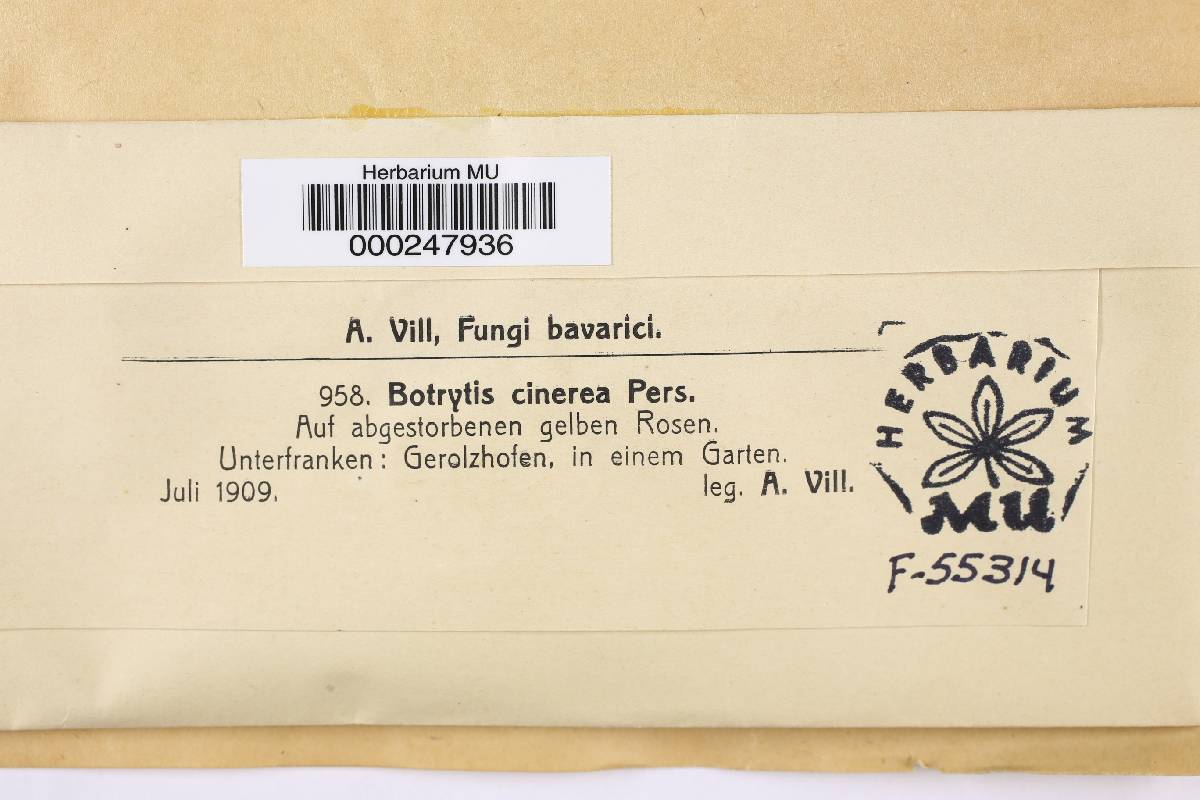 Herbarium MU
000247936
A. Vill, Fungi bavarici.
958. Botrytis cinerea Pers.
Auf abgestorbenen gelben Rosen.
Unterfranken: Gerolzhofen, in einem Garten.
Juli 1909. leg. A. Vill.
HERBARIUM
MU
F-55314